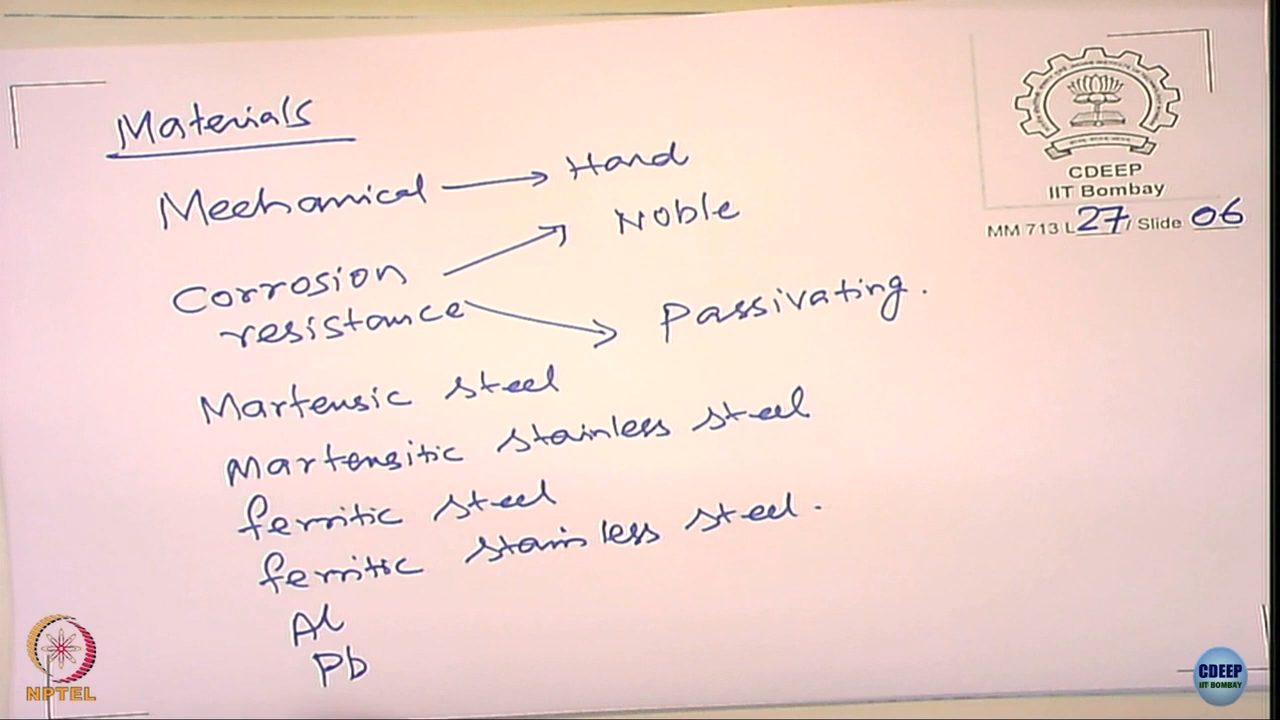 Materials
Mechanical → Hard
Corrosion resistance → Noble
→ Passivating.
Martensic steel
Martensitic stainless steel
ferritic steel
ferritic stainless steel.
Al
Pb
CDEEP
IIT Bombay
MM 713 L 27 / Slide 06
NPTEL
CDEEP
IIT BOMBAY